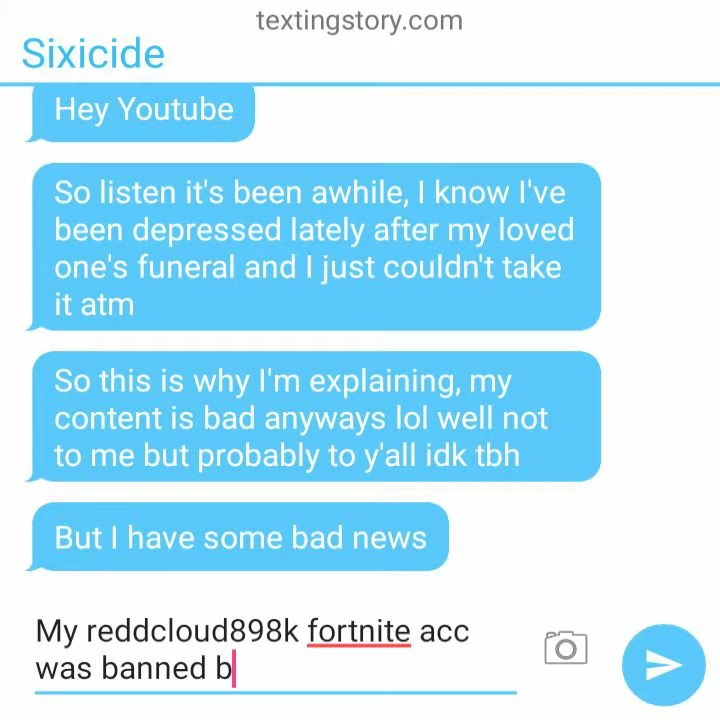 textingstory.com
Sixicide
Hey Youtube
So listen it's been awhile, I know I've
been depressed lately after my loved
one's funeral and I just couldn't take
it atm
So this is why I'm explaining, my
content is bad anyways lol well not
to me but probably to y'all idk tbh
But I have some bad news
My reddcloud898k fortnite acc
was banned b